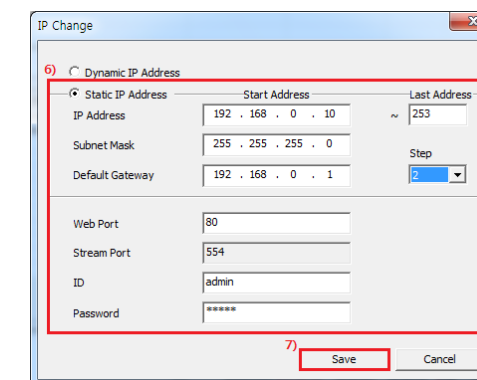 IP Change
6) Dynamic IP Address
Static IP Address Start Address Last Address
IP Address 192 . 168 . 0 . 10 ~ 253
Subnet Mask 255 . 255 . 255 . 0
Step
Default Gateway 192 . 168 . 0 . 1 2
Web Port 80
Stream Port 554
ID admin
Password *****
7)
Save Cancel